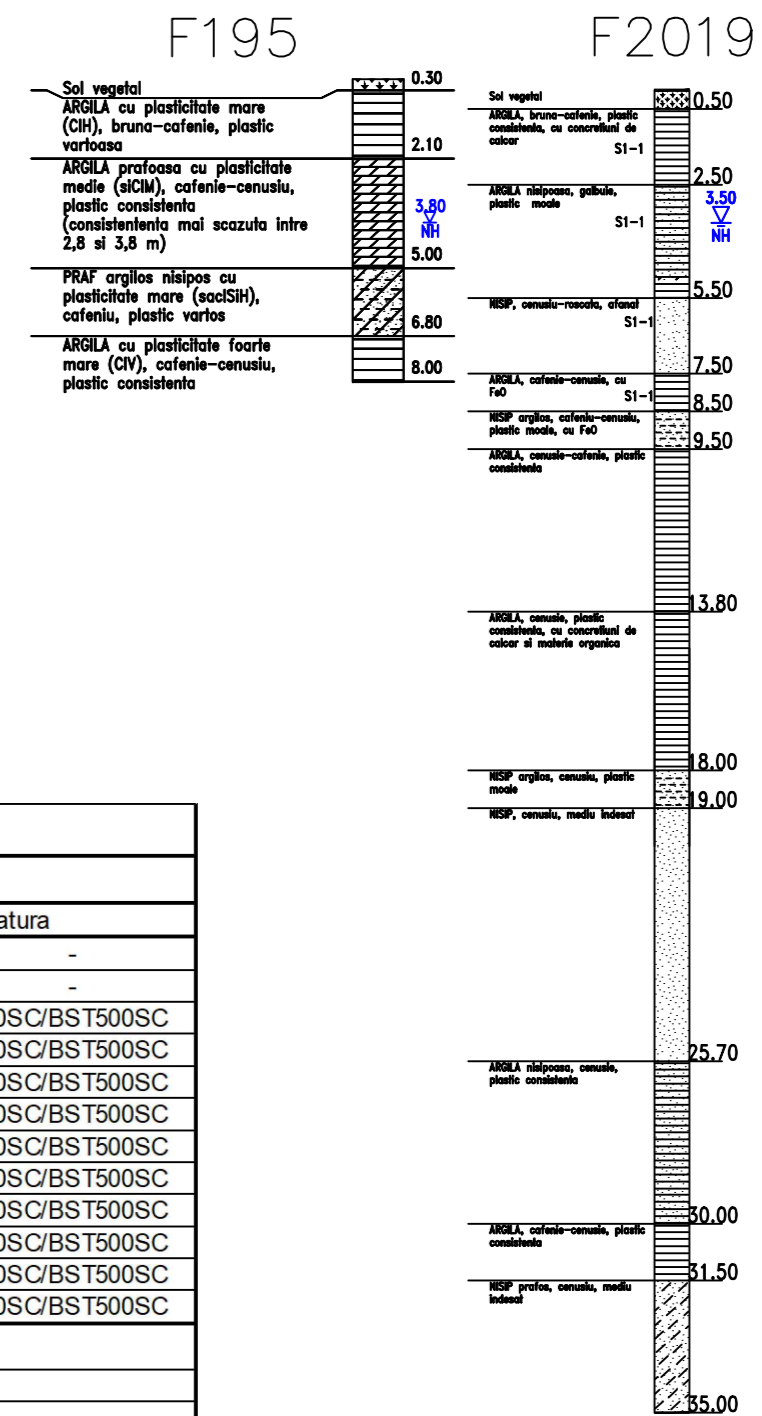 F195
Sol vegetal
0.30
ARGILA cu plasticitate mare
(CIH), bruna-cafenie, plastic
vartoasa
2.10
ARGILA prafoasa cu plasticitate
medie (siCIM), cafenie-cenusiu,
plastic consistenta
(consistententa mai scazuta intre
2,8 si 3,8 m)
3.80
NH
5.00
PRAF argilos nisipos cu
plasticitate mare (saclSiH),
cafeniu, plastic vartos
6.80
ARGILA cu plasticitate foarte
mare (CIV), cafenie-cenusiu,
plastic consistenta
8.00
F2019
Sol vegetal
0.50
ARGILA, bruna-cafenie, plastic
consistenta, cu concretiuni de
calcar
S1-1
2.50
ARGILA nisipoasa, galbuie,
plastic moale
S1-1
3.50
NH
5.50
NISIP, cenusiu-roscata, afanat
S1-1
7.50
ARGILA, cafenie-cenusie, cu
FeO
S1-1
8.50
NISIP argilos, cafeniu-cenusiu,
plastic moale, cu FeO
9.50
ARGILA, cenusie-cafenie, plastic
consistenta
13.80
ARGILA, cenusie, plastic
consistenta, cu concretiuni de
calcar si materie organica
18.00
NISIP argilos, cenusiu, plastic
moale
19.00
NISIP, cenusiu, mediu indesat
25.70
ARGILA nisipoasa, cenusie,
plastic consistenta
30.00
ARGILA, cafenie-cenusie, plastic
consistenta
31.50
NISIP prafos, cenusiu, mediu
indesat
35.00
atura
-
-
0SC/BST500SC
0SC/BST500SC
0SC/BST500SC
0SC/BST500SC
0SC/BST500SC
0SC/BST500SC
0SC/BST500SC
0SC/BST500SC
0SC/BST500SC
0SC/BST500SC